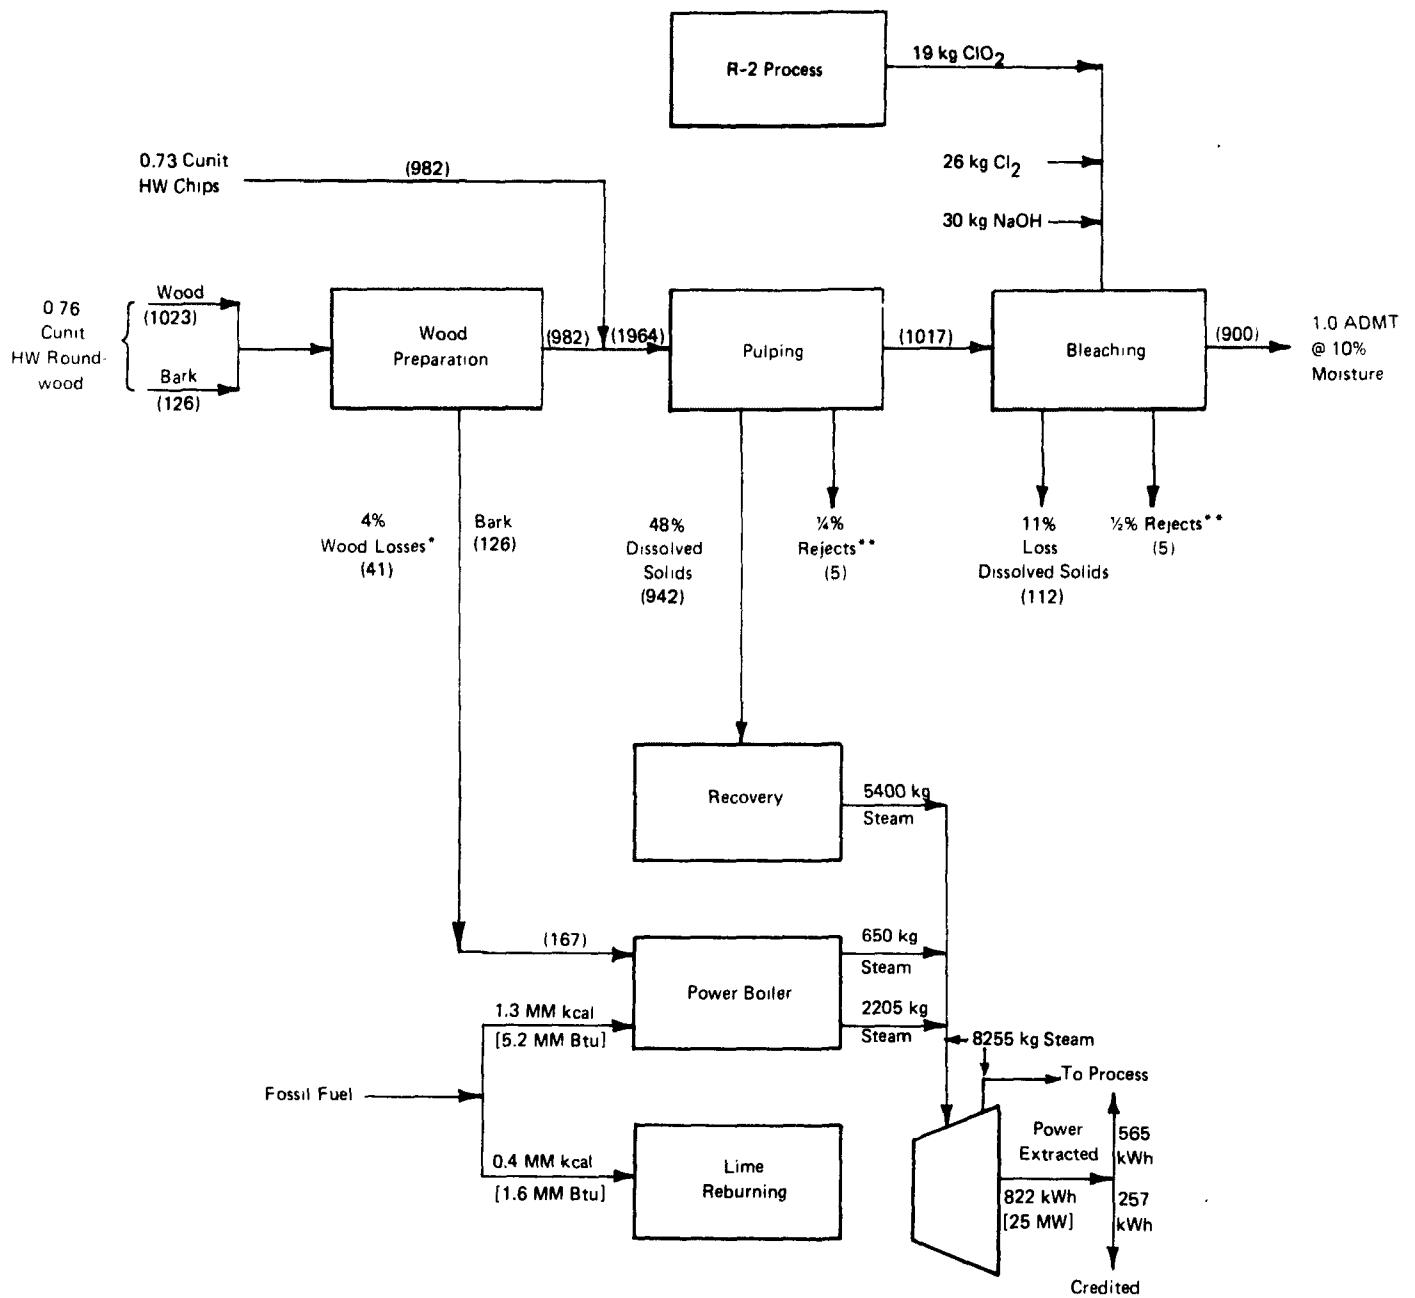 R-2 Process
19 kg ClO2
26 kg Cl2
30 kg NaOH
0.73 Cunit
HW Chips
(982)
0 76
Cunit
HW Round-
wood
Wood
(1023)
Bark
(126)
Wood
Preparation
(982)
(1964)
Pulping
(1017)
Bleaching
(900)
1.0 ADMT
@ 10%
Moisture
4%
Wood Losses*
(41)
Bark
(126)
48%
Dissolved
Solids
(942)
¼%
Rejects**
(5)
11%
Loss
Dissolved Solids
(112)
½% Rejects**
(5)
Recovery
5400 kg
Steam
(167)
Power Boiler
650 kg
Steam
2205 kg
Steam
1.3 MM kcal
[5.2 MM Btu]
8255 kg Steam
To Process
Fossil Fuel
0.4 MM kcal
[1.6 MM Btu]
Lime
Reburning
Power
Extracted
822 kWh
[25 MW]
565
kWh
257
kWh
Credited